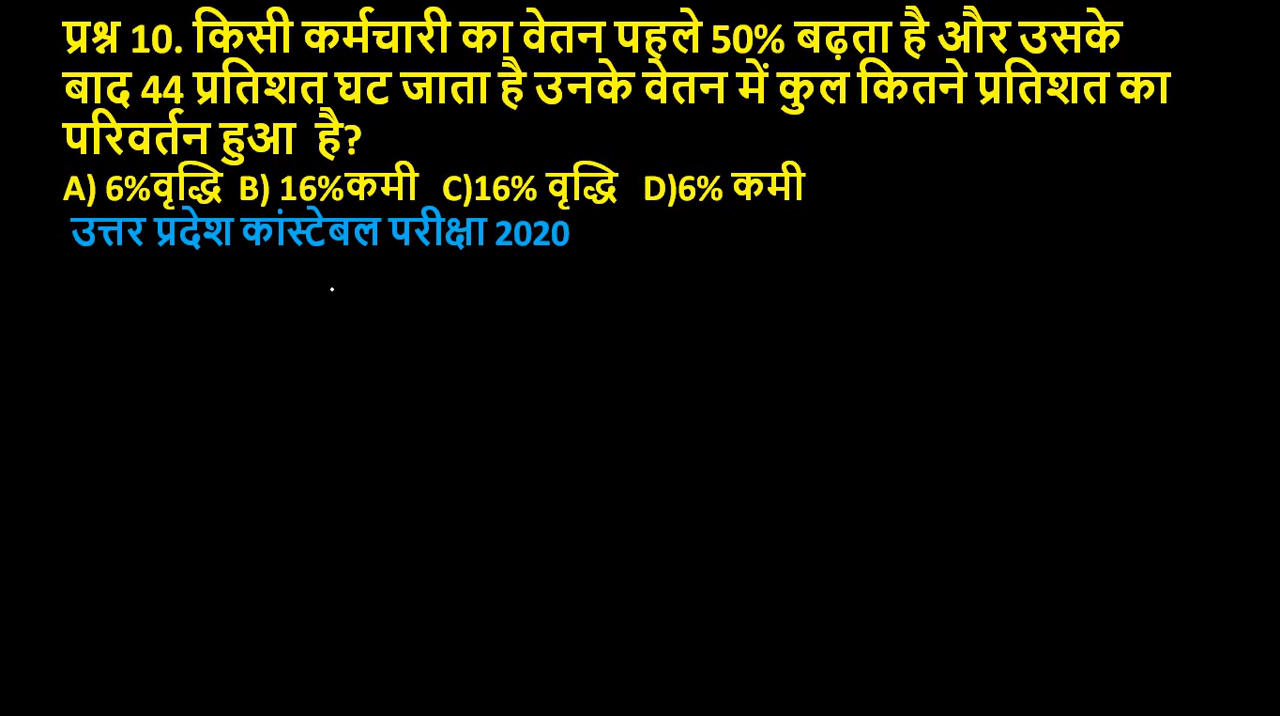 प्रश्न 10. किसी कर्मचारी का वेतन पहले 50% बढ़ता है और उसके
बाद 44 प्रतिशत घट जाता है उनके वेतन में कुल कितने प्रतिशत का
परिवर्तन हुआ है?
A) 6%वृद्धि B) 16%कमी C)16% वृद्धि D)6% कमी
उत्तर प्रदेश कांस्टेबल परीक्षा 2020